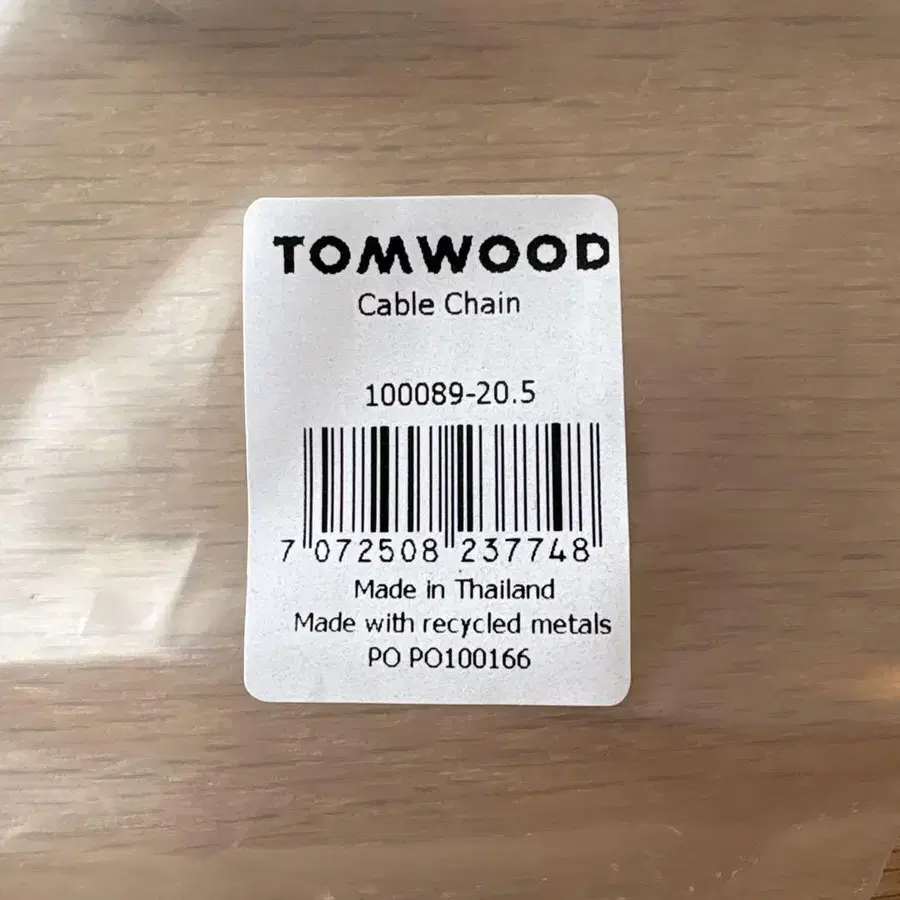 TOMWOOD
Cable Chain
100089-20.5
7 072508 237748
Made in Thailand
Made with recycled metals
PO PO100166